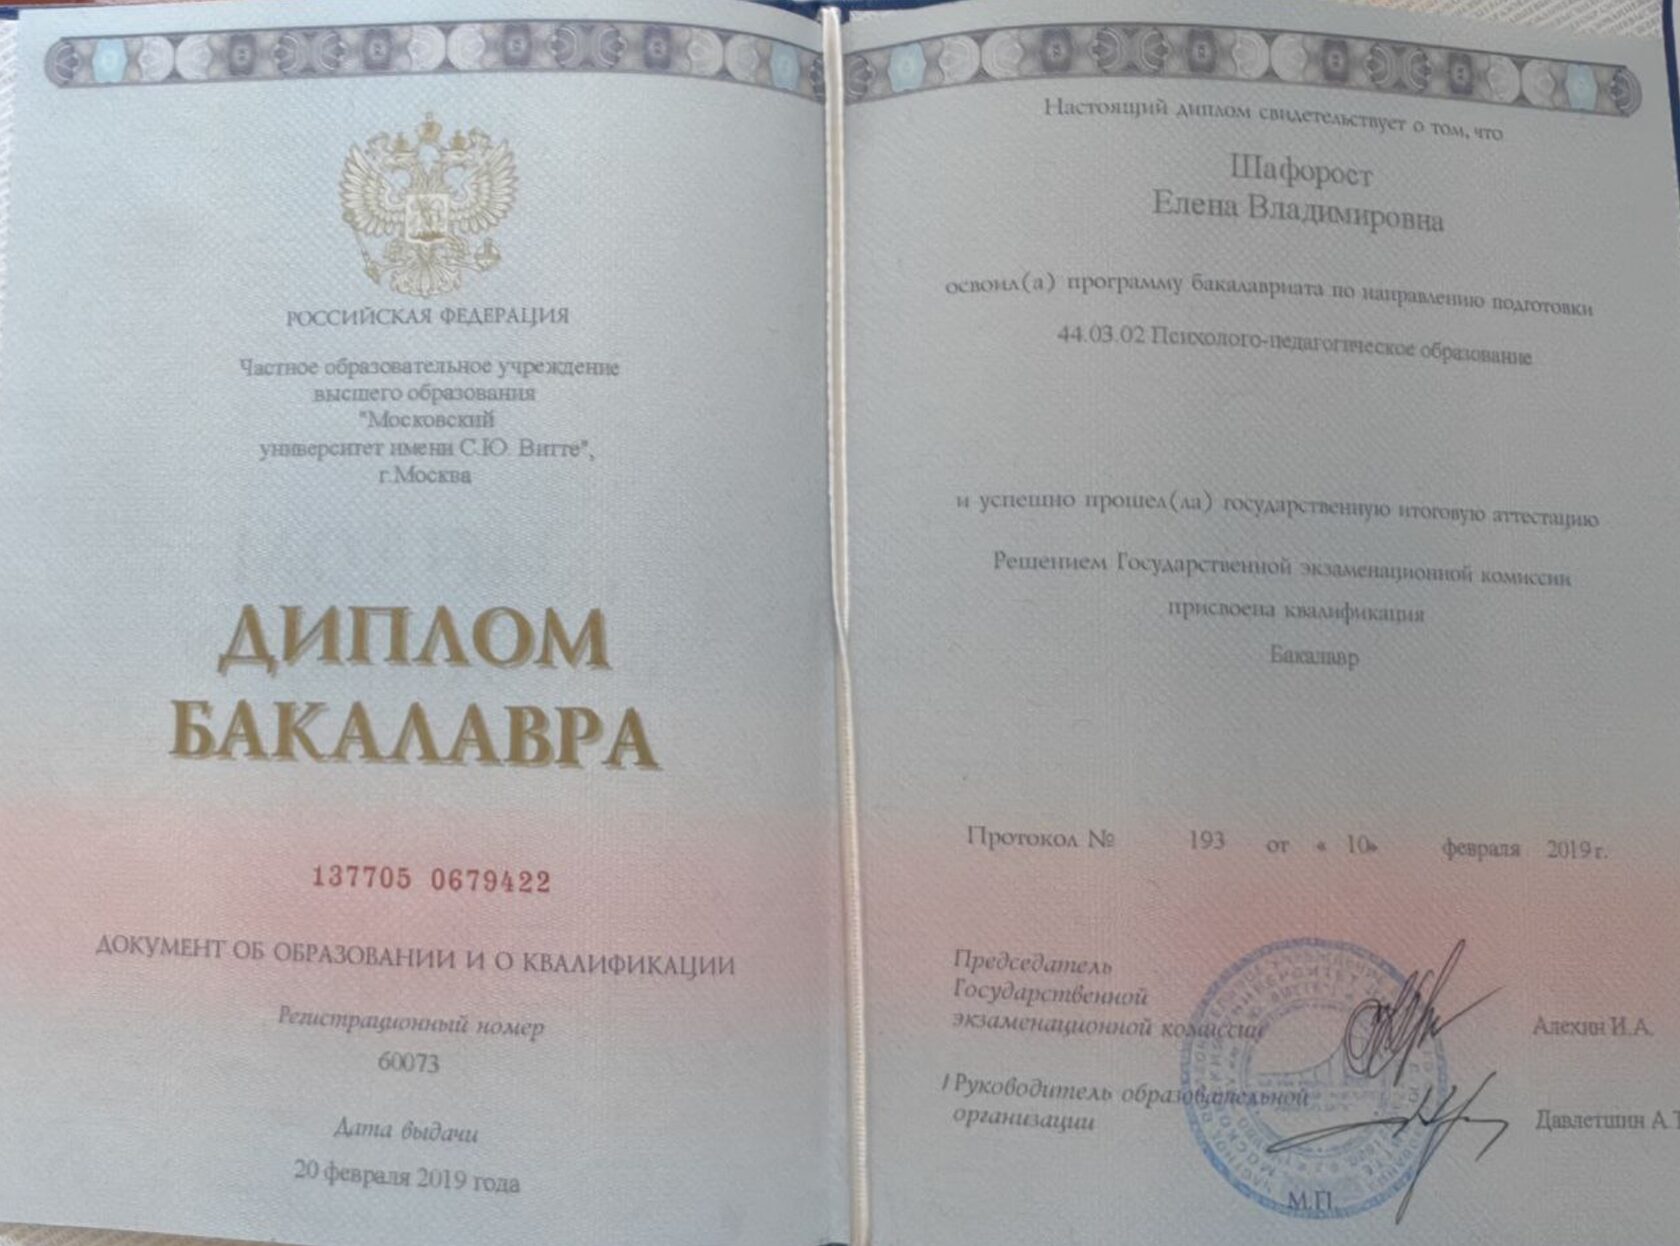 РОССИЙСКАЯ ФЕДЕРАЦИЯ
Частное образовательное учреждение
высшего образования
"Московский
университет имени С.Ю. Витте",
г.Москва
ДИПЛОМ
БАКАЛАВРА
137705 0679422
ДОКУМЕНТ ОБ ОБРАЗОВАНИИ И О КВАЛИФИКАЦИИ
Регистрационный номер
60073
Дата выдачи
20 февраля 2019 года
Настоящий диплом свидетельствует о том, что
Шафорост
Елена Владимировна
освоил(а) программу бакалавриата по направлению подготовки
44.03.02 Психолого-педагогическое образование
и успешно прошел(ла) государственную итоговую аттестацию
Решением Государственной экзаменационной комиссии
присвоена квалификация
Бакалавр
Протокол № 193 от « 10» февраля 2019 г.
Председатель
Государственной
экзаменационной комиссии
Алехин И.А.
Руководитель образовательной
организации
Давлетшин А.
М.П.